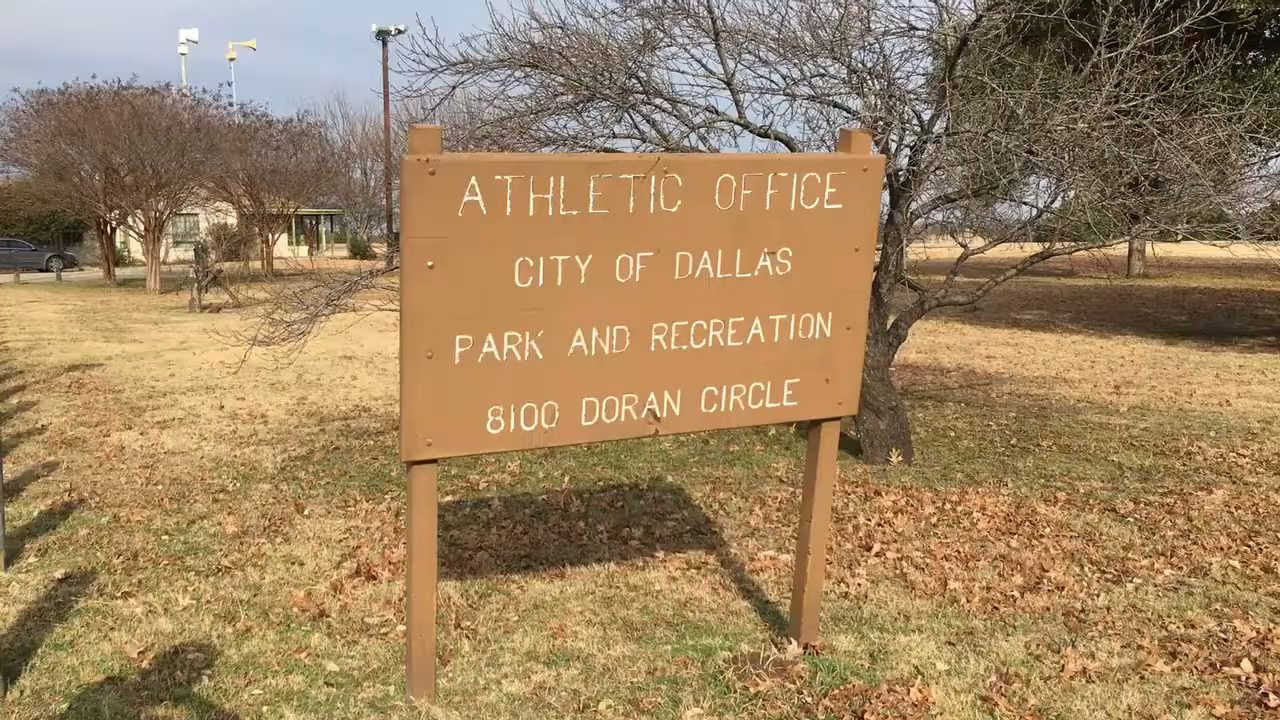 ATHLETIC OFFICE
CITY OF DALLAS
PARK AND RECREATION
8100 DORAN CIRCLE